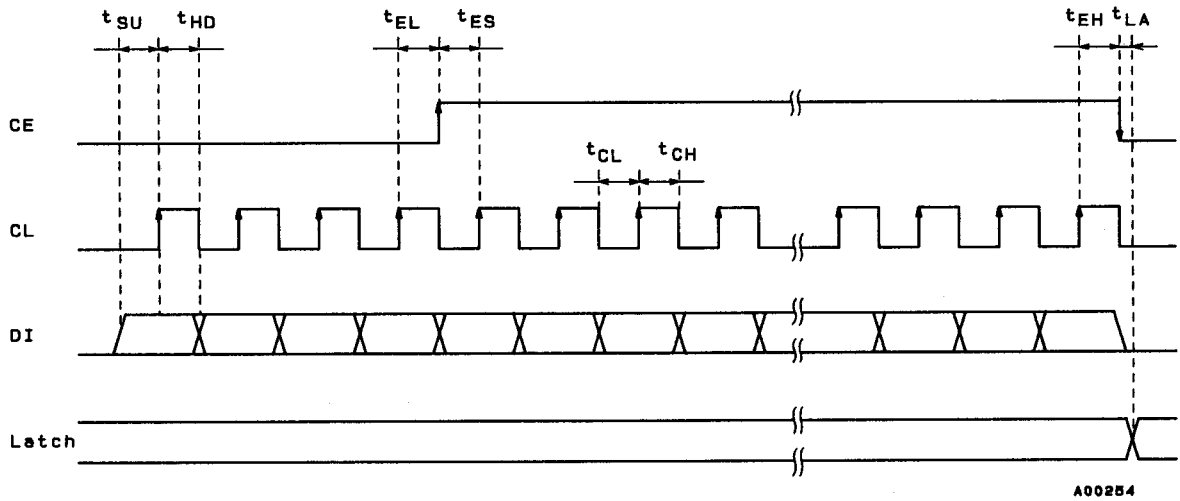 tSU tHD tEL tES tEH tLA
CE
tCL tCH
CL
DI
Latch
A00254